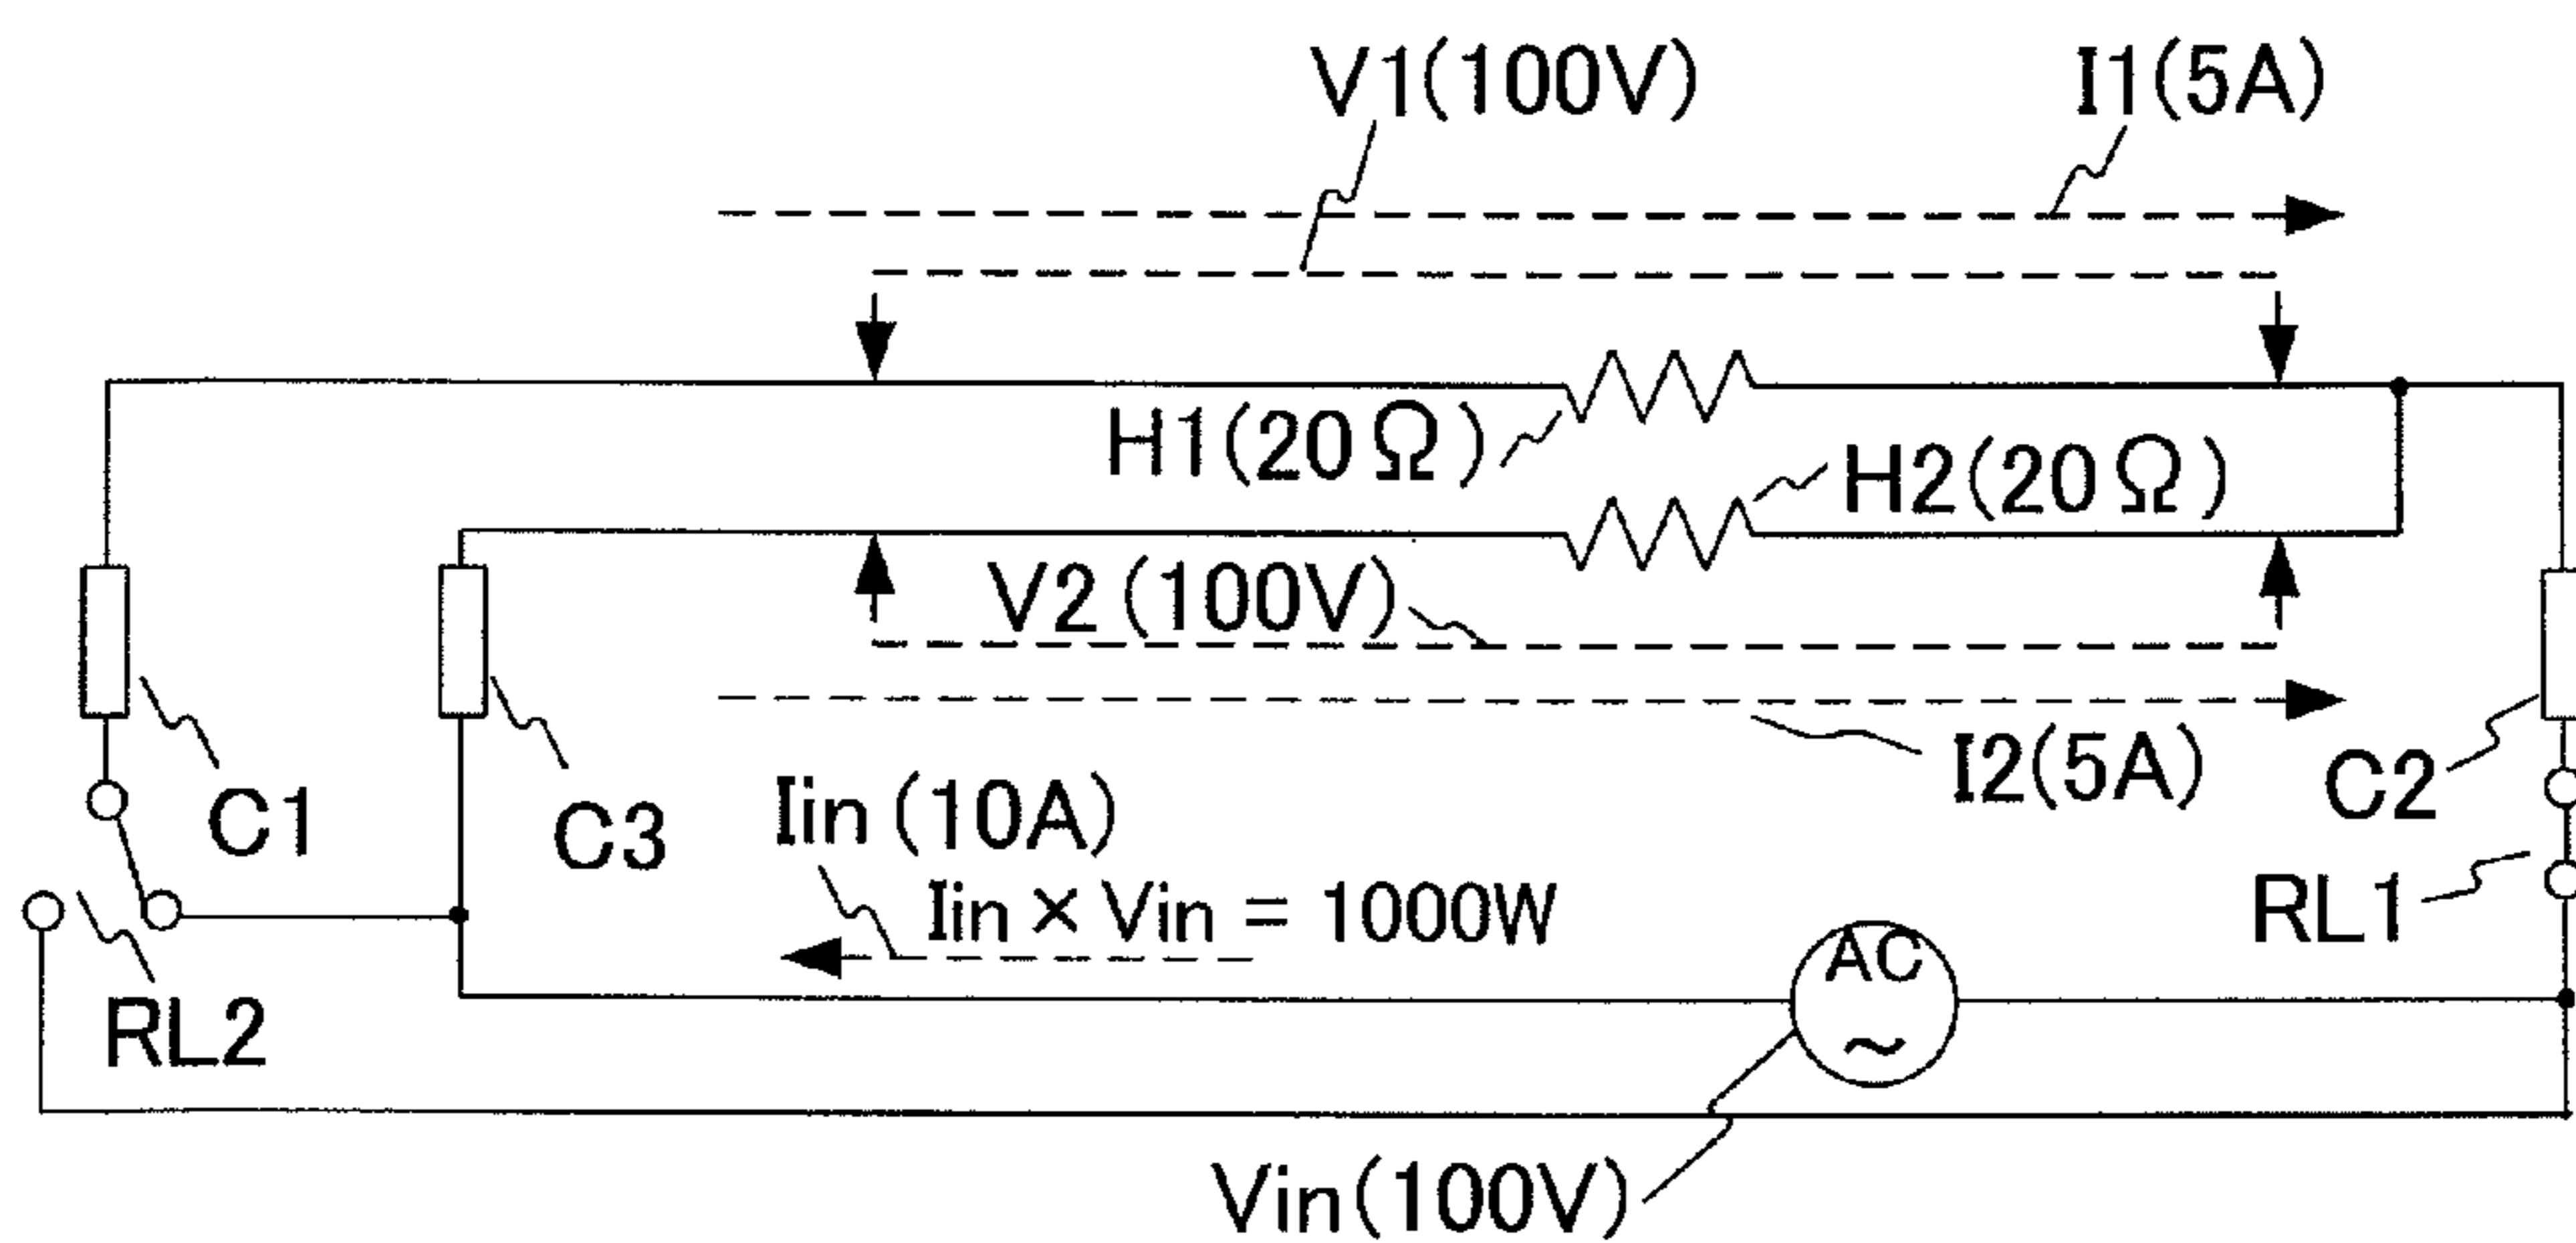 V1(100V)
I1(5A)
H1(20Ω)
H2(20Ω)
V2(100V)
I2(5A)
C1
C3
C2
Iin(10A)
Iin × Vin = 1000W
RL1
AC
~
RL2
Vin(100V)